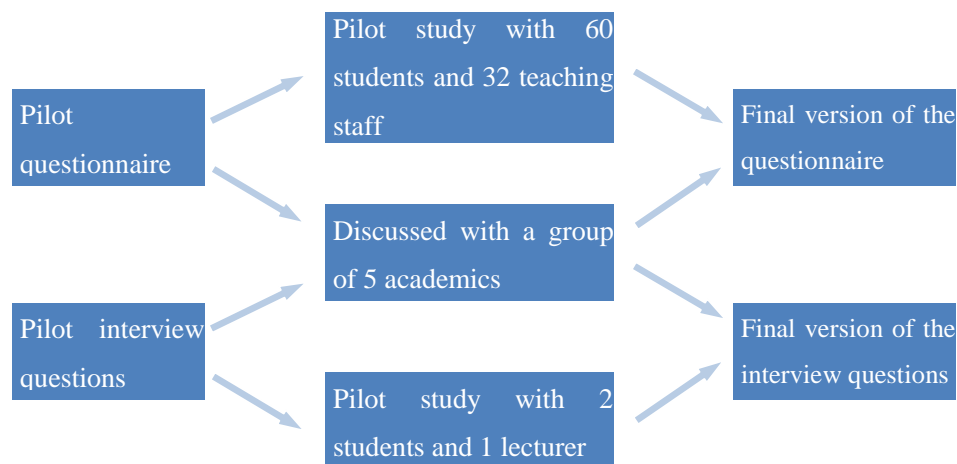 Pilot
questionnaire
Pilot interview
questions
Pilot study with 60
students and 32 teaching
staff
Discussed with a group
of 5 academics
Pilot study with 2
students and 1 lecturer
Final version of the
questionnaire
Final version of the
interview questions